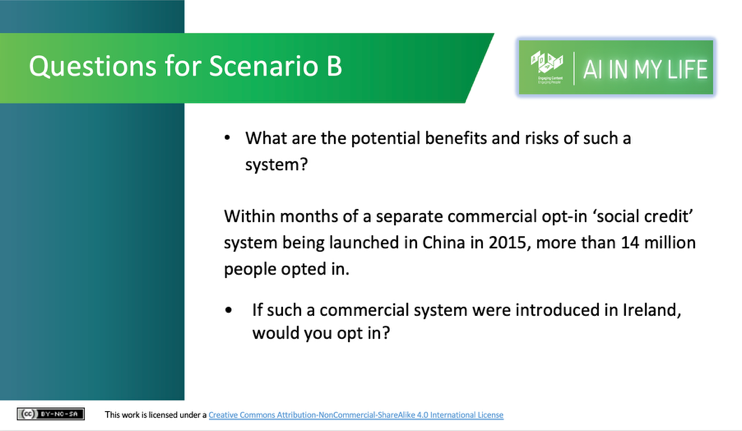 Questions for Scenario B
AI IN MY LIFE
• What are the potential benefits and risks of such a
system?
Within months of a separate commercial opt-in ‘social credit’
system being launched in China in 2015, more than 14 million
people opted in.
• If such a commercial system were introduced in Ireland,
would you opt in?
(cc) BY-NC-SA
This work is licensed under a Creative Commons Attribution-NonCommercial-ShareAlike 4.0 International License